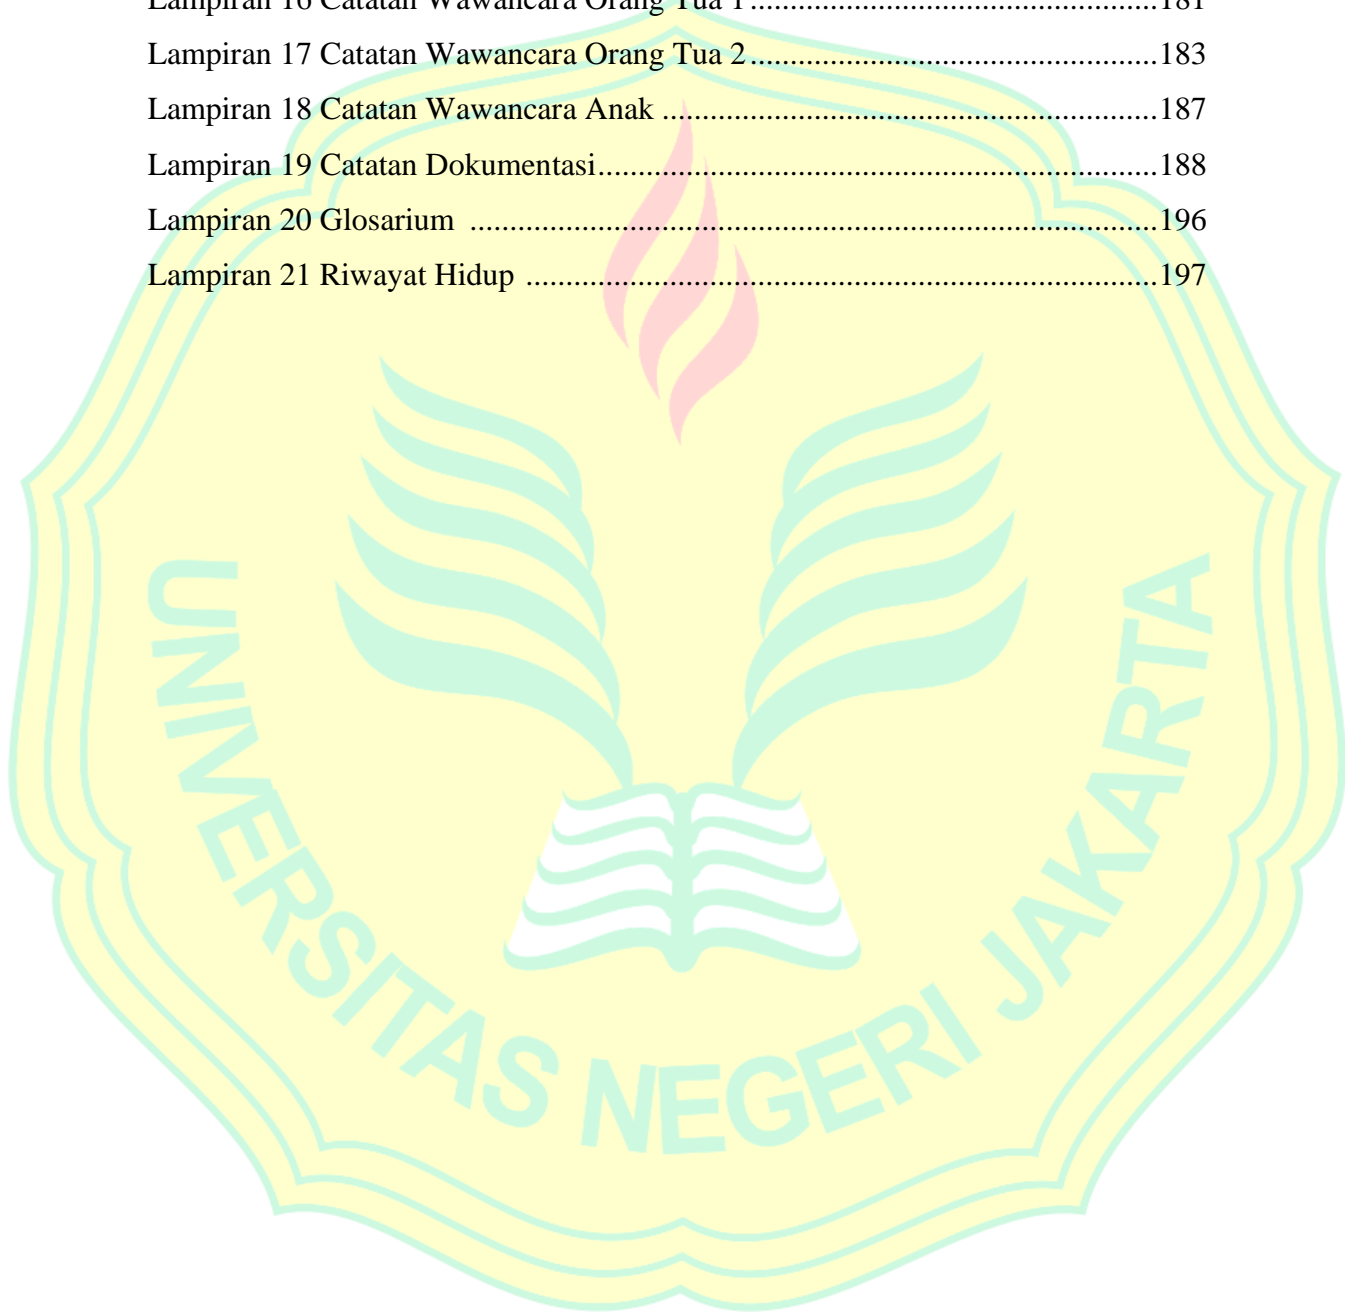 Lampiran 16 Catatan Wawancara Orang Tua 1....................................................181
Lampiran 17 Catatan Wawancara Orang Tua 2....................................................183
Lampiran 18 Catatan Wawancara Anak ...............................................................187
Lampiran 19 Catatan Dokumentasi.......................................................................188
Lampiran 20 Glosarium ........................................................................................196
Lampiran 21 Riwayat Hidup ................................................................................197
UNIVERSITAS NEGERI JAKARTA